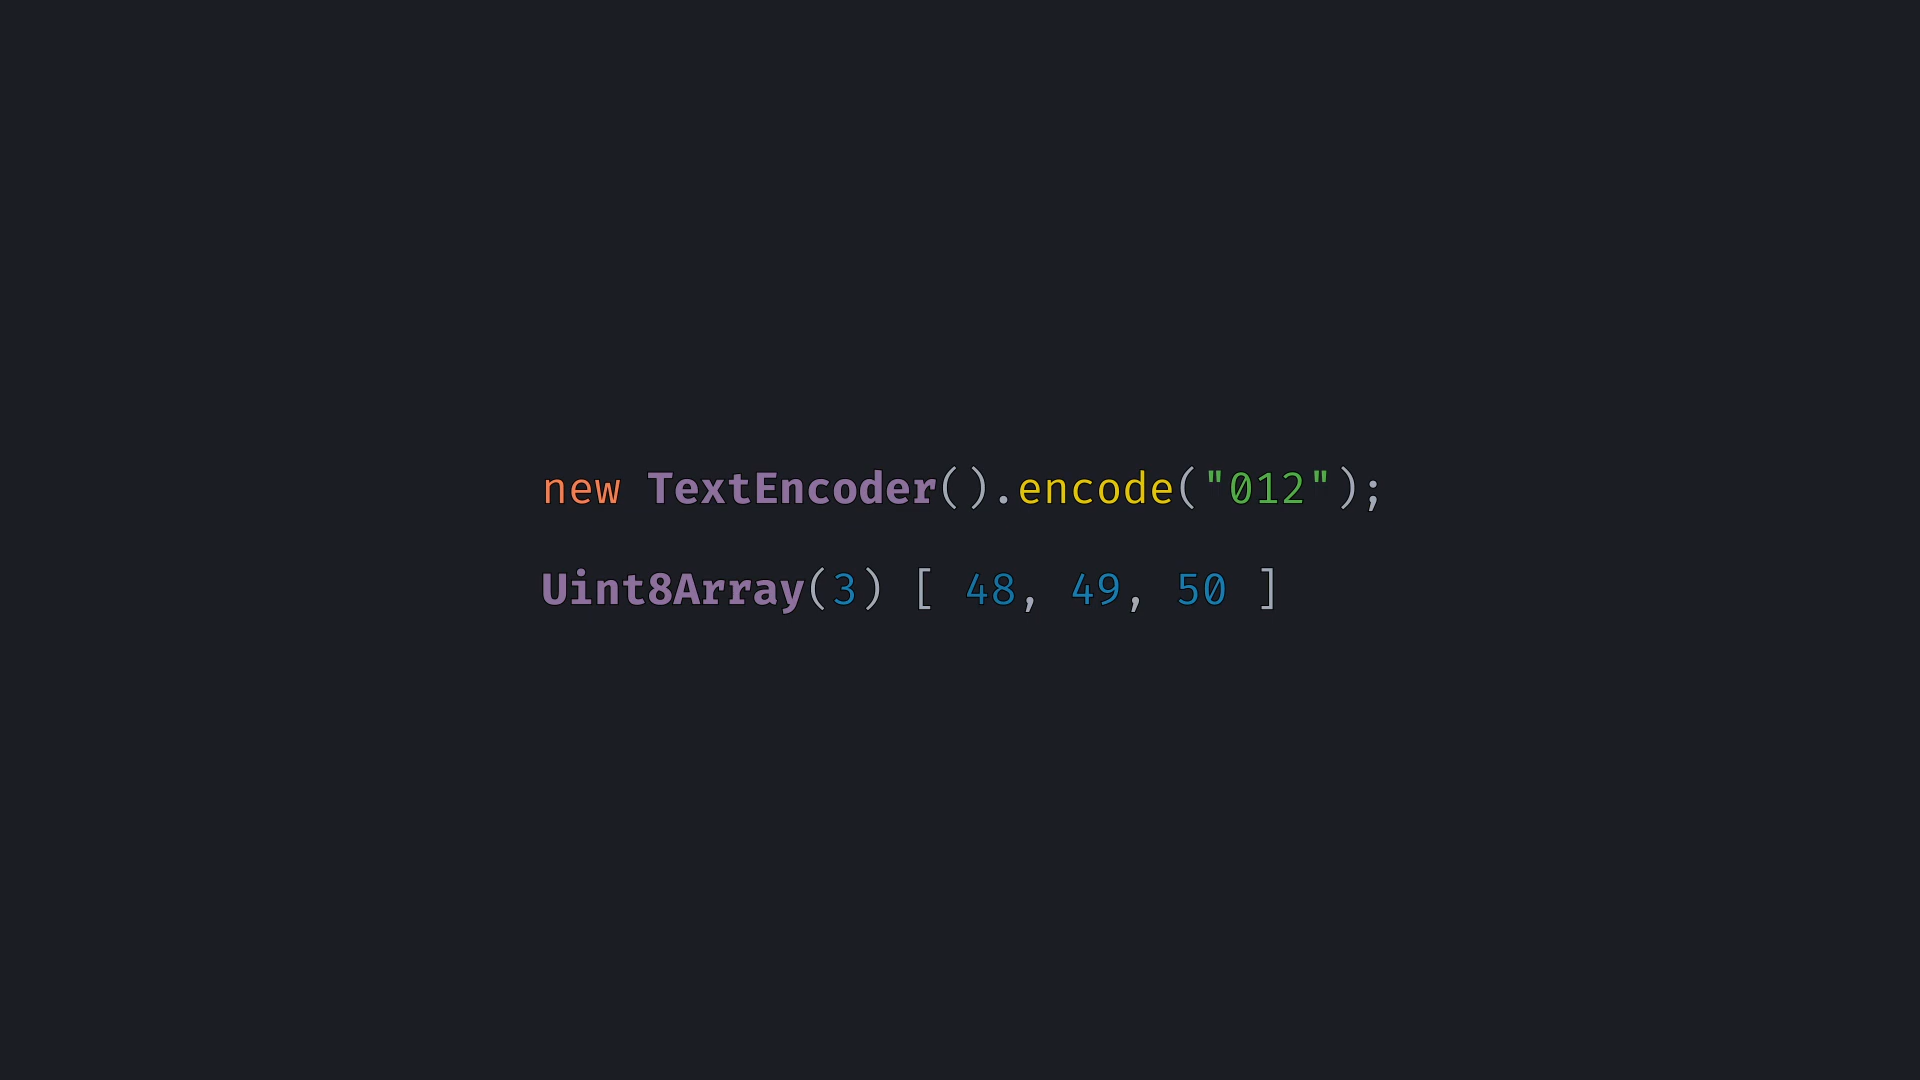 new TextEncoder().encode("012");
Uint8Array(3) [ 48, 49, 50 ]